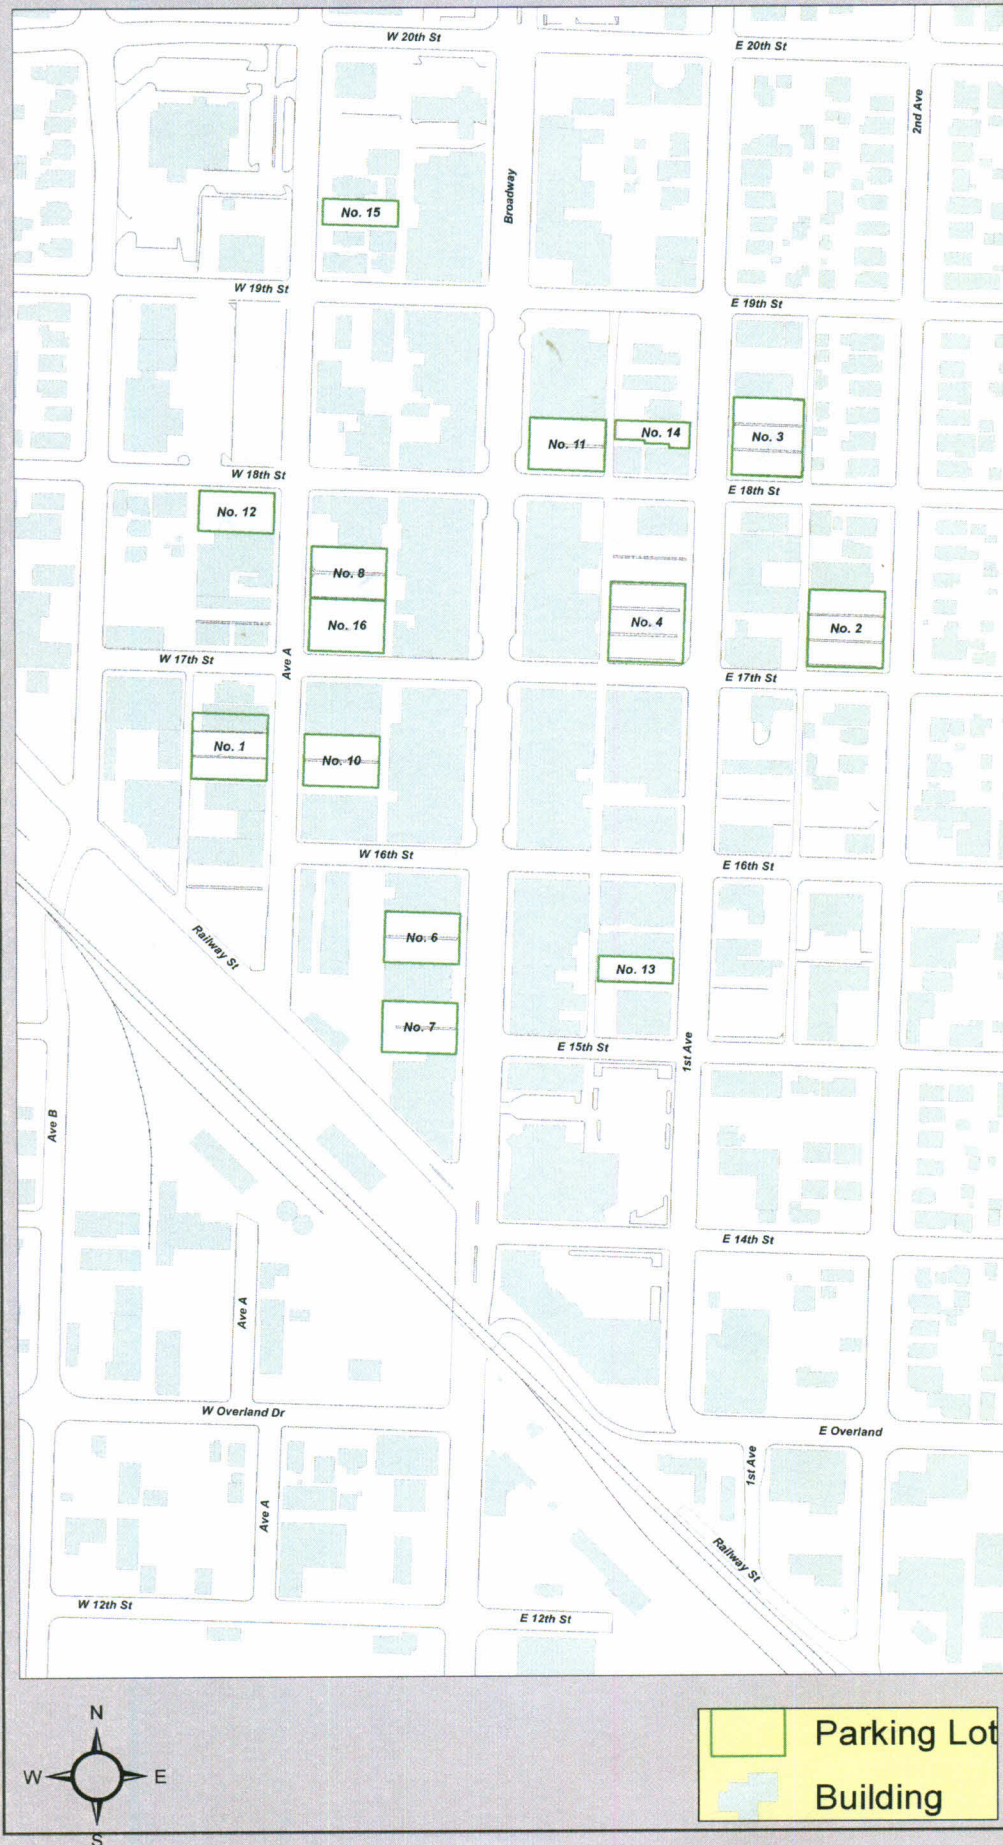 W 20th St
E 20th St
2nd Ave
Broadway
No. 15
W 19th St
E 19th St
No. 11
No. 14
No. 3
W 18th St
E 18th St
No. 12
No. 8
No. 16
No. 4
No. 2
W 17th St
Ave A
E 17th St
No. 1
No. 10
W 16th St
E 16th St
Railway St
No. 6
No. 13
No. 7
E 15th St
1st Ave
Ave B
E 14th St
Ave A
W Overland Dr
E Overland
Ave A
1st Ave
Railway St
W 12th St
E 12th St
N
W E
S
Parking Lot
Building